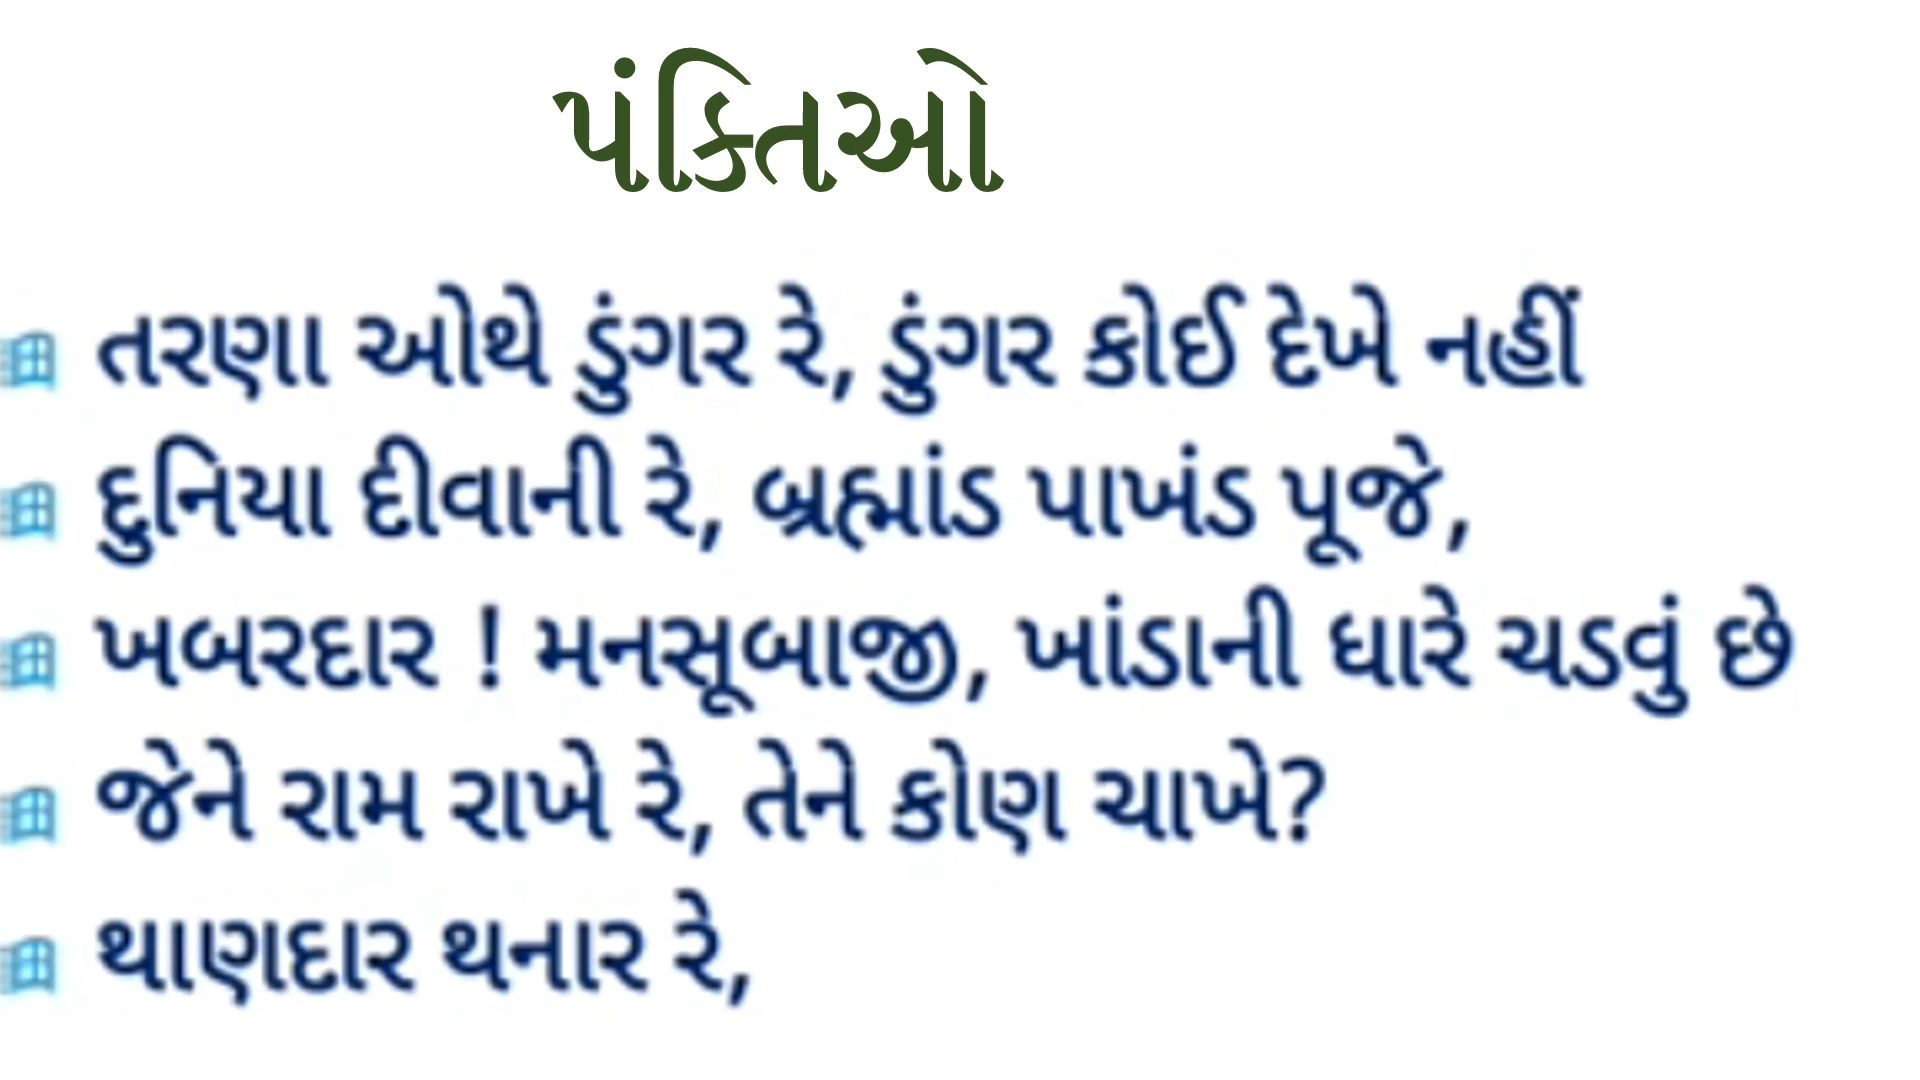 પંક્તિઓ
તરણા ઓથે ડુંગર રે, ડુંગર કોઈ દેખે નહીં
દુનિયા દીવાની રે, બ્રહ્માંડ પાખંડ પૂજે,
ખબરદાર ! મનસૂબાજી, ખાંડાની ધારે ચડવું છે
જેને રામ રાખે રે, તેને કોણ ચાખે?
થાણદાર થનાર રે,